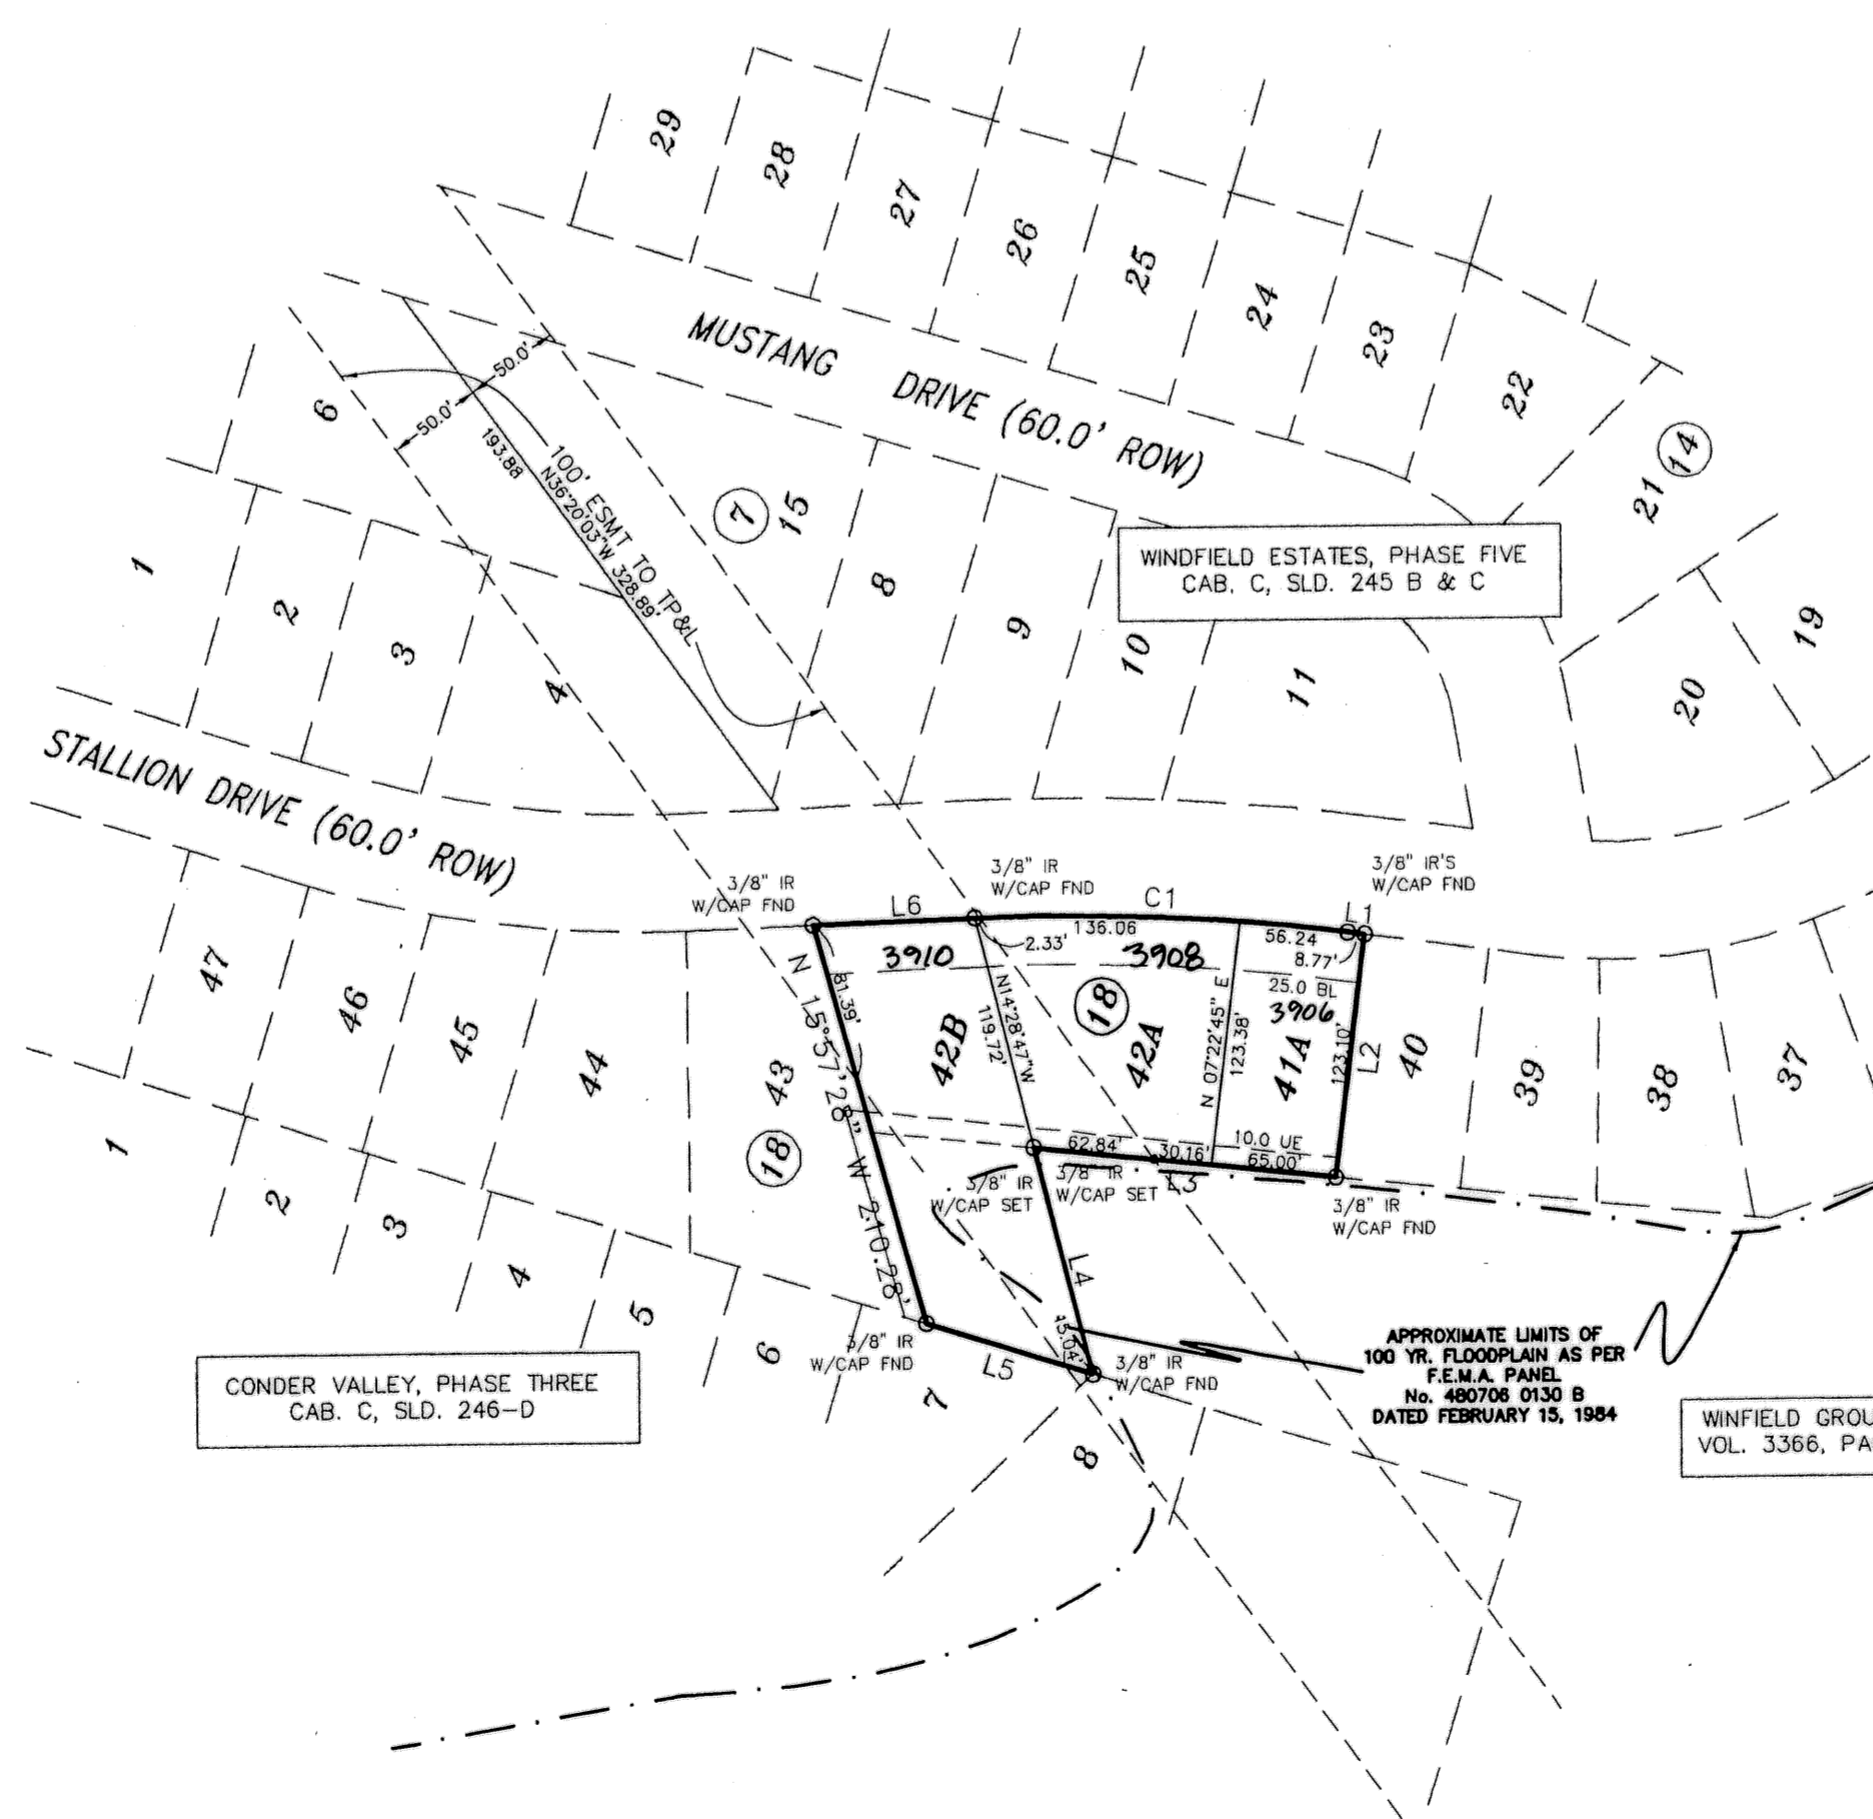 29
28
27
26
25
24
23
22
21
14
20
19
MUSTANG DRIVE (60.0' ROW)
50.0'
50.0'
193.88
100' ESMT TO TP&L
N36°20'03"W 328.89'
6
7
15
8
9
10
11
WINDFIELD ESTATES, PHASE FIVE
CAB. C, SLD. 245 B & C
1
2
3
4
STALLION DRIVE (60.0' ROW)
3/8" IR
W/CAP FND
3/8" IR
W/CAP FND
3/8" IR'S
W/CAP FND
L6
C1
L1
136.06
2.33'
56.24
8.77'
3910
3908
25.0 BL
3906
81.39'
N 15°57'28" W 210.28'
N14°28'47"W
119.72'
18
42B
42A
N 07°22'45" E
123.38'
41A
123.10'
L2
47
46
45
44
43
18
40
39
38
37
62.84'
30.16'
10.0 UE
65.00'
3/8" IR
W/CAP SET
3/8" IR
W/CAP SET
L3
3/8" IR
W/CAP FND
1
2
3
4
5
6
7
8
L4
45.04'
3/8" IR
W/CAP FND
L5
3/8" IR
W/CAP FND
APPROXIMATE LIMITS OF
100 YR. FLOODPLAIN AS PER
F.E.M.A. PANEL
No. 480706 0130 B
DATED FEBRUARY 15, 1984
CONDER VALLEY, PHASE THREE
CAB. C, SLD. 246-D
WINFIELD GROU
VOL. 3366, PA